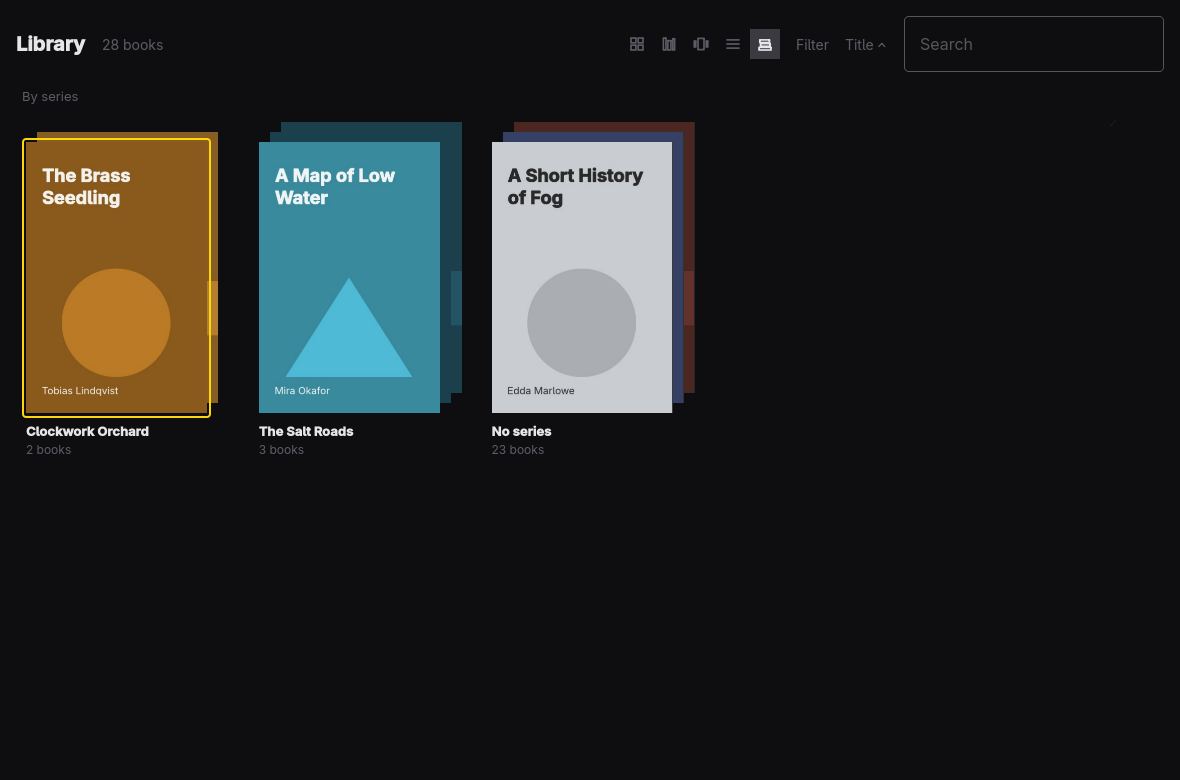 Library
28 books
Filter
Title
Search
By series
The Brass
Seedling
Tobias Lindqvist
Clockwork Orchard
2 books
A Map of Low
Water
Mira Okafor
The Salt Roads
3 books
A Short History
of Fog
Edda Marlowe
No series
23 books